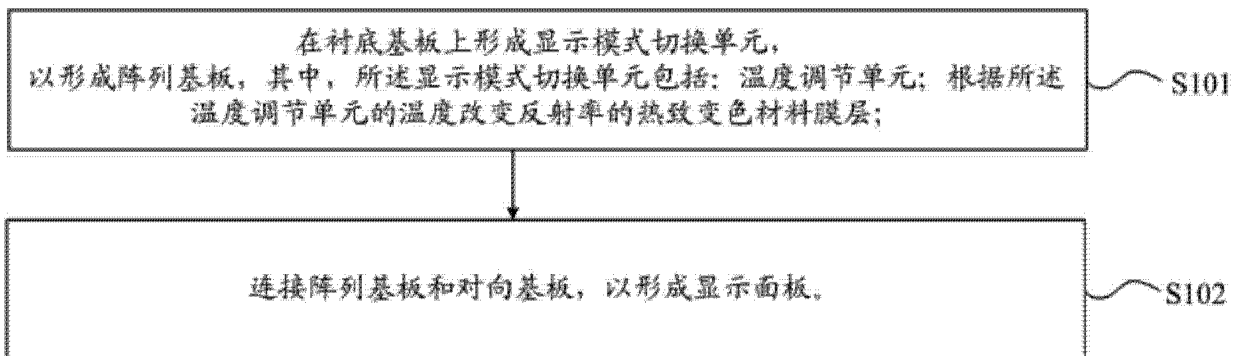 在衬底基板上形成显示模式切换单元，
以形成阵列基板，其中，所述显示模式切换单元包括：温度调节单元；根据所述
温度调节单元的温度改变反射率的热致变色材料膜层；
S101
连接阵列基板和对向基板，以形成显示面板。
S102